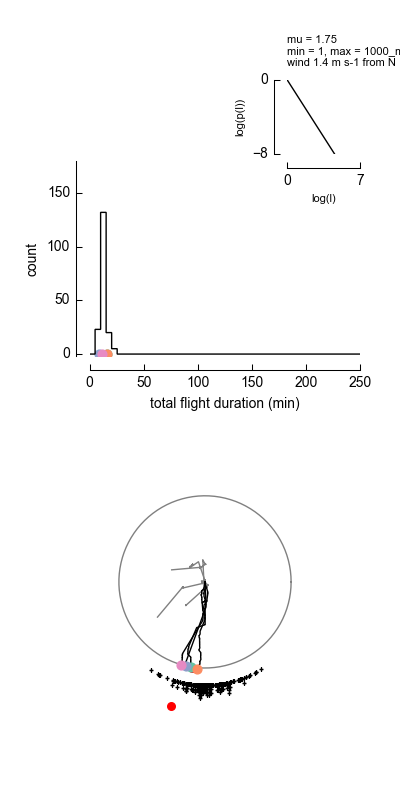 mu = 1.75
min = 1, max = 1000_m
wind 1.4 m s-1 from N
0
log(p(l))
−8
0
7
log(l)
150
count
100
50
0
0
50
100
150
200
250
total flight duration (min)